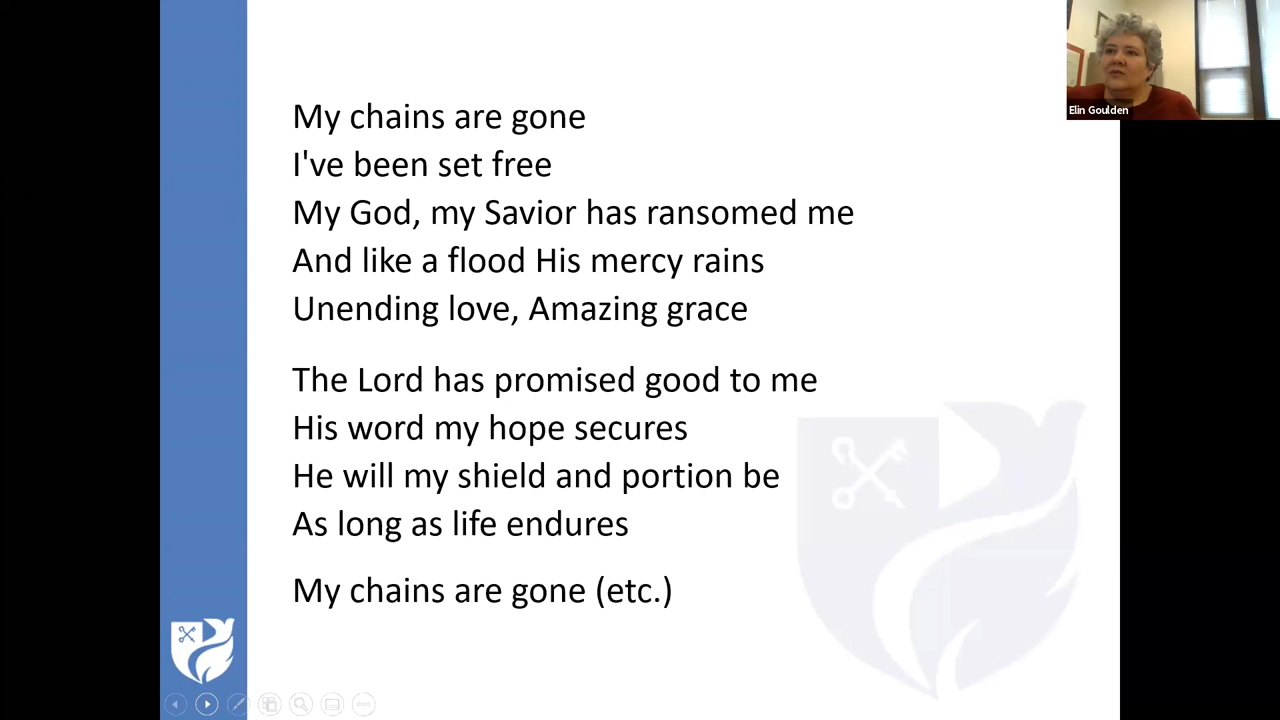 My chains are gone
I've been set free
My God, my Savior has ransomed me
And like a flood His mercy rains
Unending love, Amazing grace
The Lord has promised good to me
His word my hope secures
He will my shield and portion be
As long as life endures
My chains are gone (etc.)
Elin Goulden